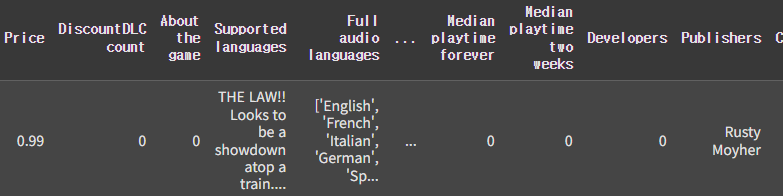 Price DiscountDLC count About the game Supported languages Full audio languages ... Median playtime forever Median playtime two weeks Developers Publishers C
0.99 0 0 THE LAW!! Looks to be a showdown atop a train.... ['English', 'French', 'Italian', 'German', 'Sp... ... 0 0 0 Rusty Moyher